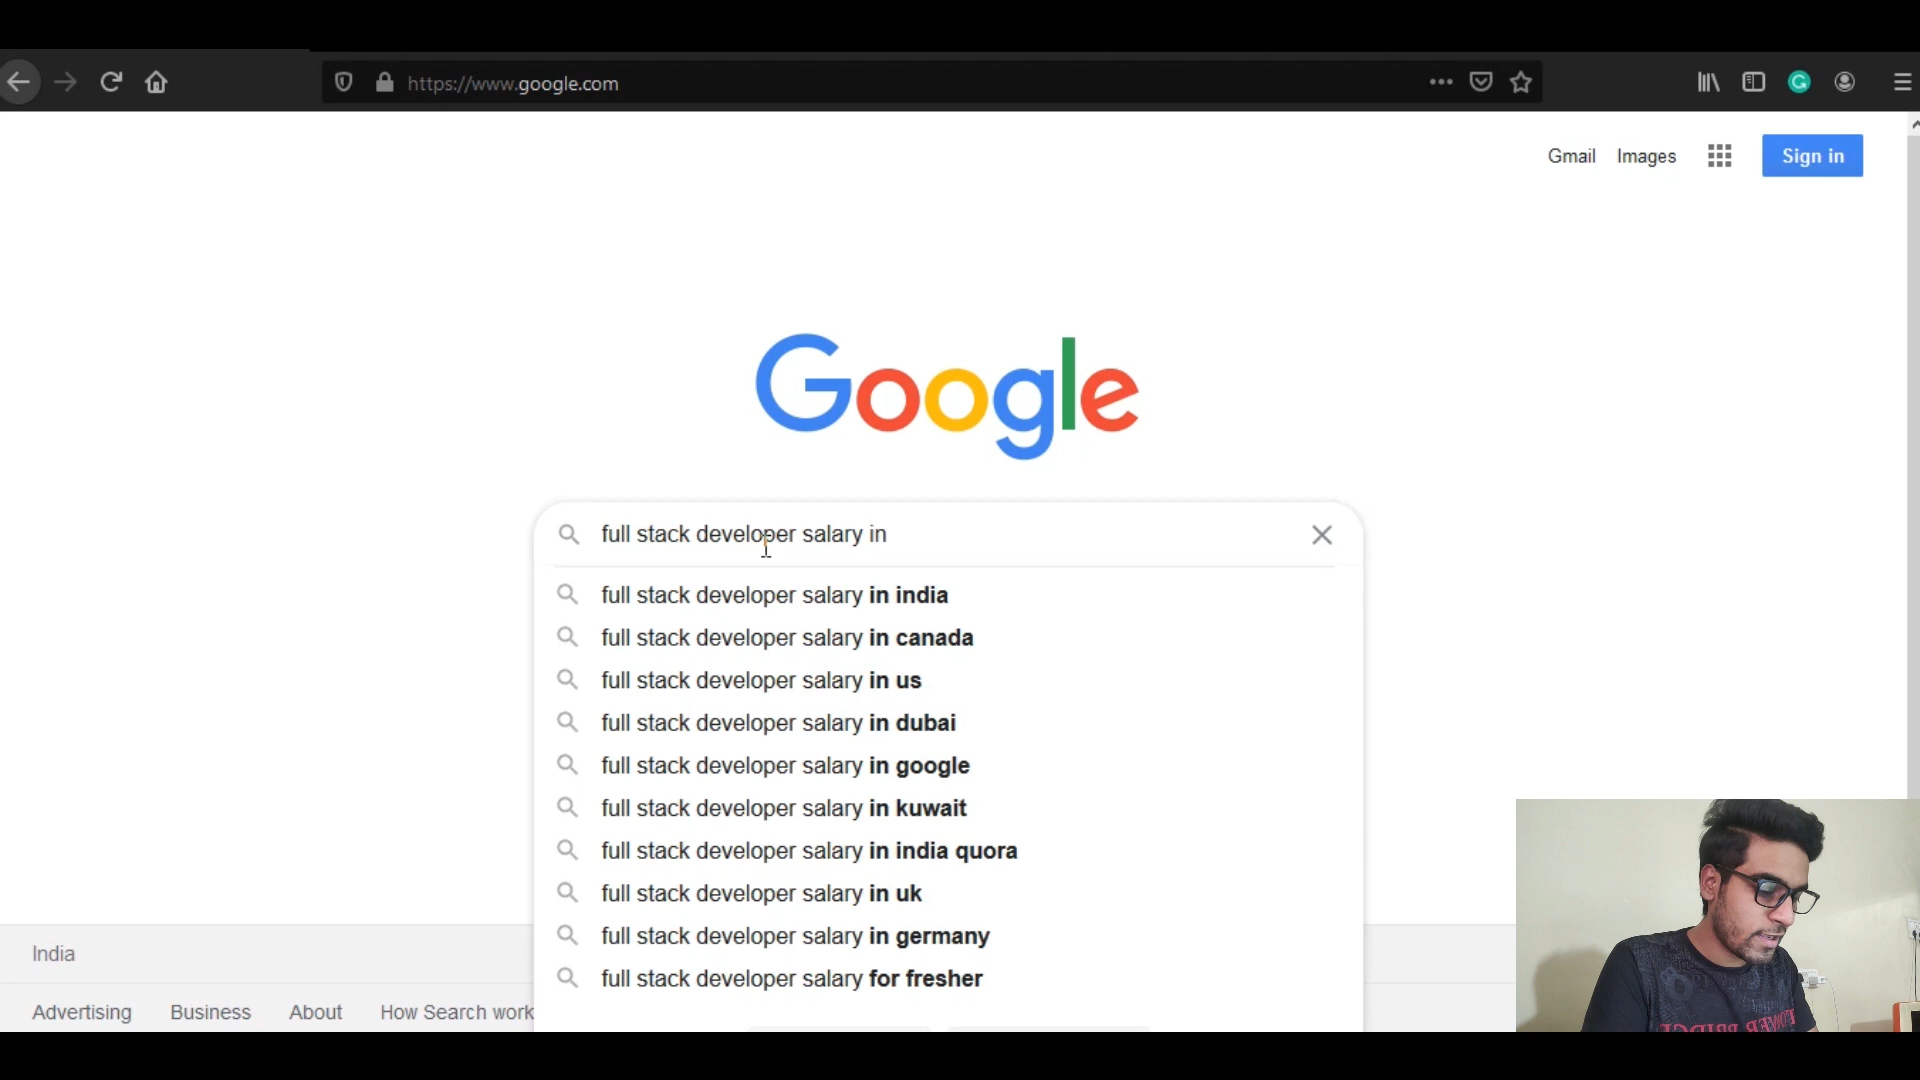 https://www.google.com
Gmail Images Sign in
Google
full stack developer salary in
full stack developer salary in india
full stack developer salary in canada
full stack developer salary in us
full stack developer salary in dubai
full stack developer salary in google
full stack developer salary in kuwait
full stack developer salary in india quora
full stack developer salary in uk
full stack developer salary in germany
full stack developer salary for fresher
India
Advertising Business About How Search work